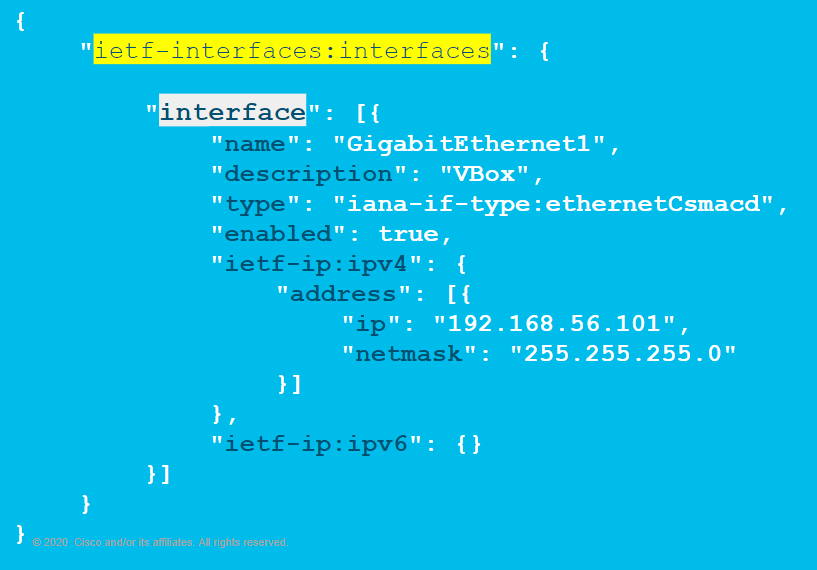 {
"ietf-interfaces:interfaces": {
"interface": [{
"name": "GigabitEthernet1",
"description": "VBox",
"type": "iana-if-type:ethernetCsmacd",
"enabled": true,
"ietf-ip:ipv4": {
"address": [{
"ip": "192.168.56.101",
"netmask": "255.255.255.0"
}]
},
"ietf-ip:ipv6": {}
}]
}
}
© 2020 Cisco and/or its affiliates. All rights reserved.